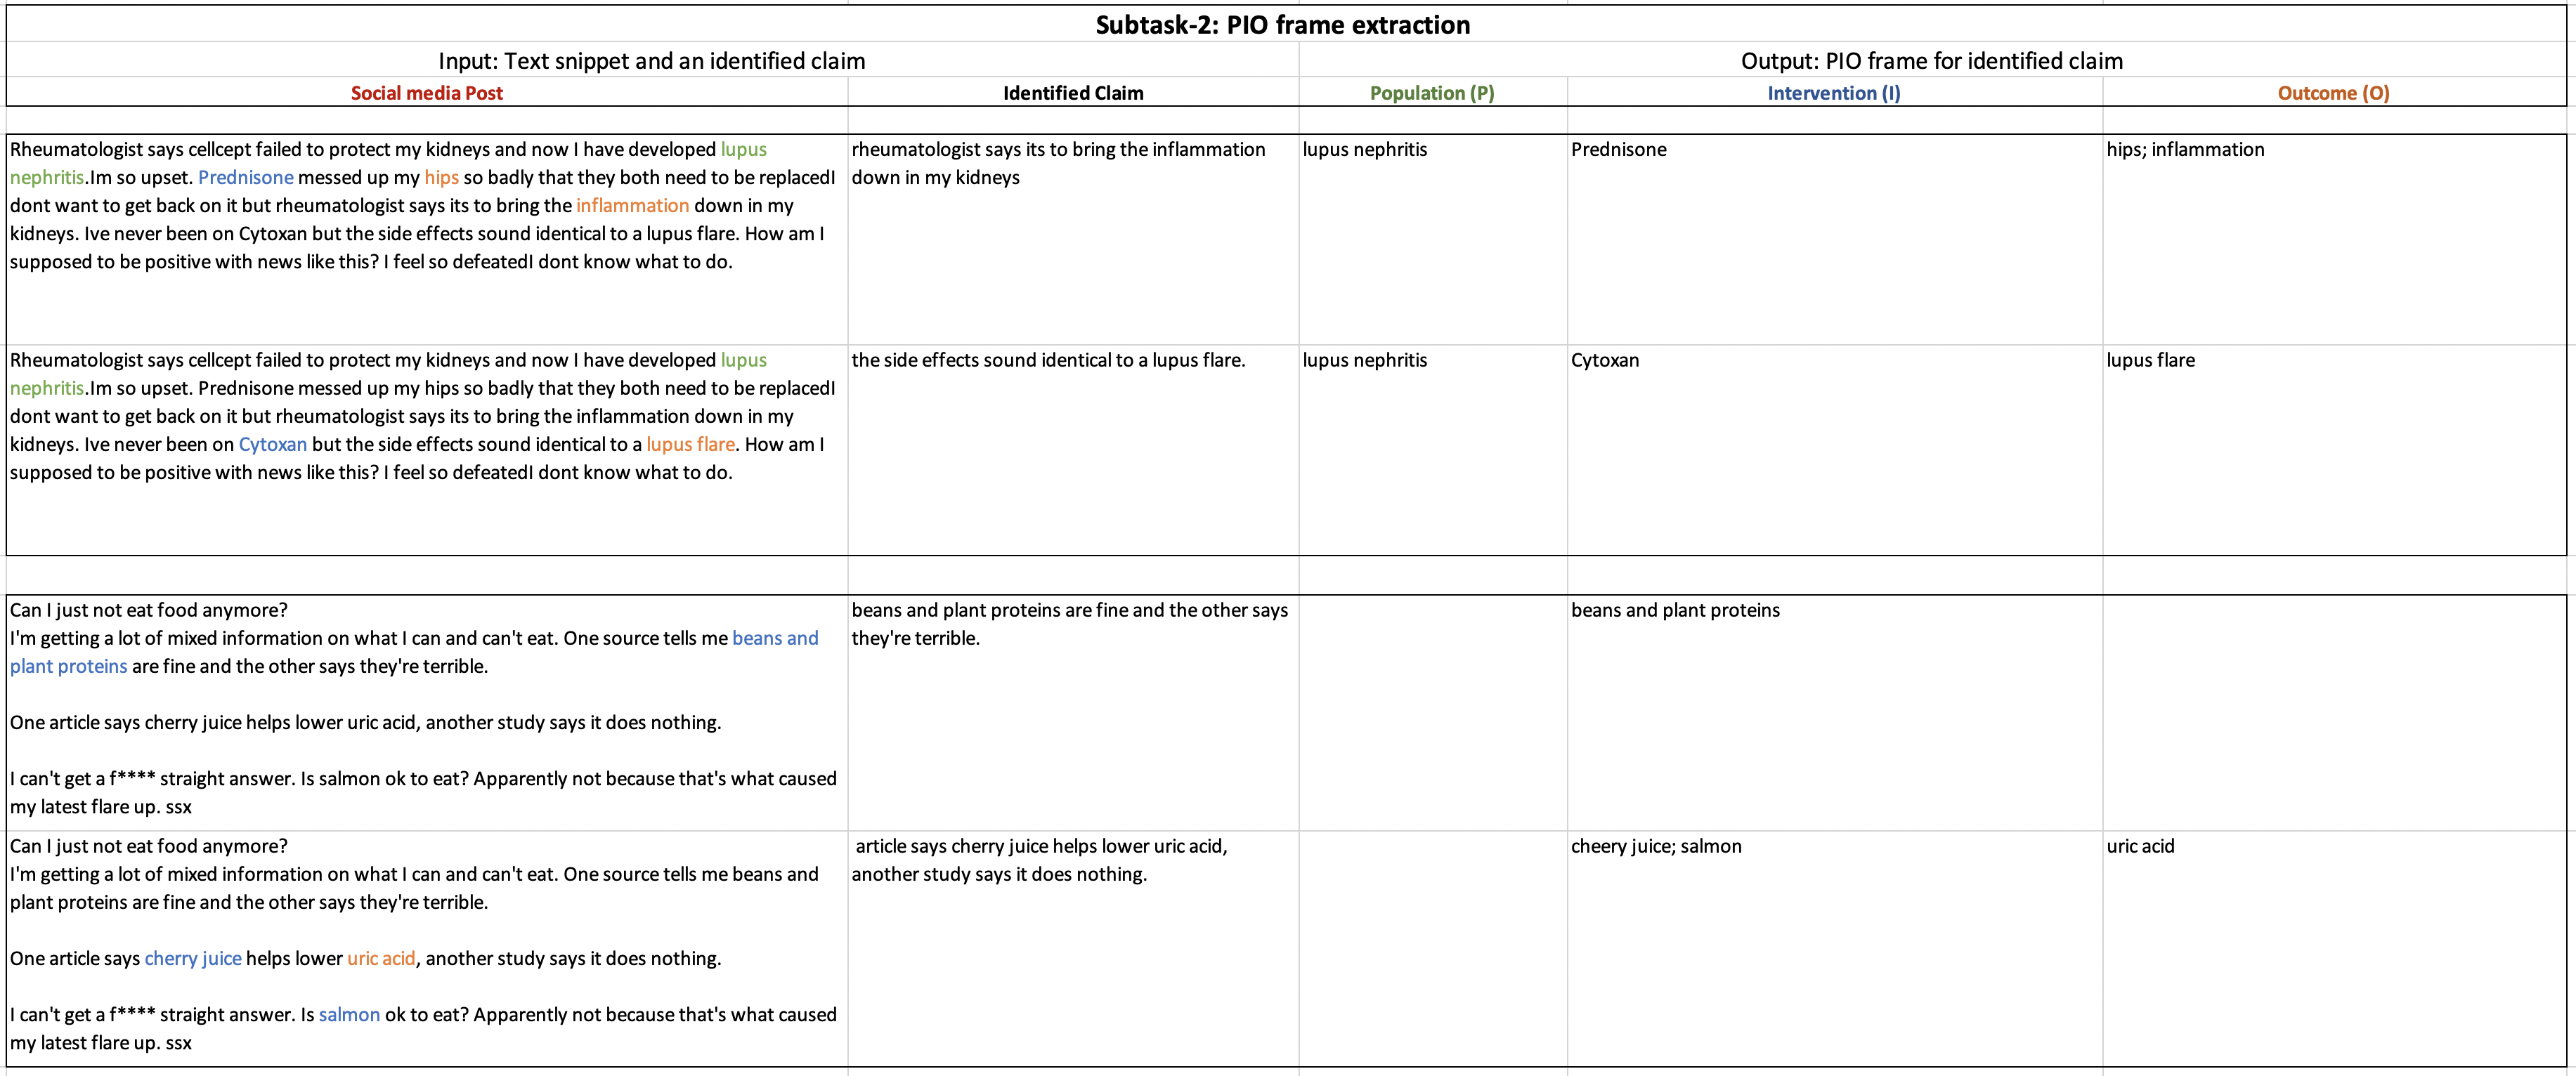 Subtask-2: PIO frame extraction
Input: Text snippet and an identified claim
Output: PIO frame for identified claim
Social media Post
Identified Claim
Population (P)
Intervention (I)
Outcome (O)
Rheumatologist says cellcept failed to protect my kidneys and now I have developed lupus
nephritis.Im so upset. Prednisone messed up my hips so badly that they both need to be replacedI
dont want to get back on it but rheumatologist says its to bring the inflammation down in my
kidneys. Ive never been on Cytoxan but the side effects sound identical to a lupus flare. How am I
supposed to be positive with news like this? I feel so defeatedI dont know what to do.
rheumatologist says its to bring the inflammation
down in my kidneys
lupus nephritis
Prednisone
hips; inflammation
Rheumatologist says cellcept failed to protect my kidneys and now I have developed lupus
nephritis.Im so upset. Prednisone messed up my hips so badly that they both need to be replacedI
dont want to get back on it but rheumatologist says its to bring the inflammation down in my
kidneys. Ive never been on Cytoxan but the side effects sound identical to a lupus flare. How am I
supposed to be positive with news like this? I feel so defeatedI dont know what to do.
the side effects sound identical to a lupus flare.
lupus nephritis
Cytoxan
lupus flare
Can I just not eat food anymore?
I'm getting a lot of mixed information on what I can and can't eat. One source tells me beans and
plant proteins are fine and the other says they're terrible.
One article says cherry juice helps lower uric acid, another study says it does nothing.
I can't get a f**** straight answer. Is salmon ok to eat? Apparently not because that's what caused
my latest flare up. ssx
beans and plant proteins are fine and the other says
they're terrible.
beans and plant proteins
Can I just not eat food anymore?
I'm getting a lot of mixed information on what I can and can't eat. One source tells me beans and
plant proteins are fine and the other says they're terrible.
One article says cherry juice helps lower uric acid, another study says it does nothing.
I can't get a f**** straight answer. Is salmon ok to eat? Apparently not because that's what caused
my latest flare up. ssx
article says cherry juice helps lower uric acid,
another study says it does nothing.
cheery juice; salmon
uric acid